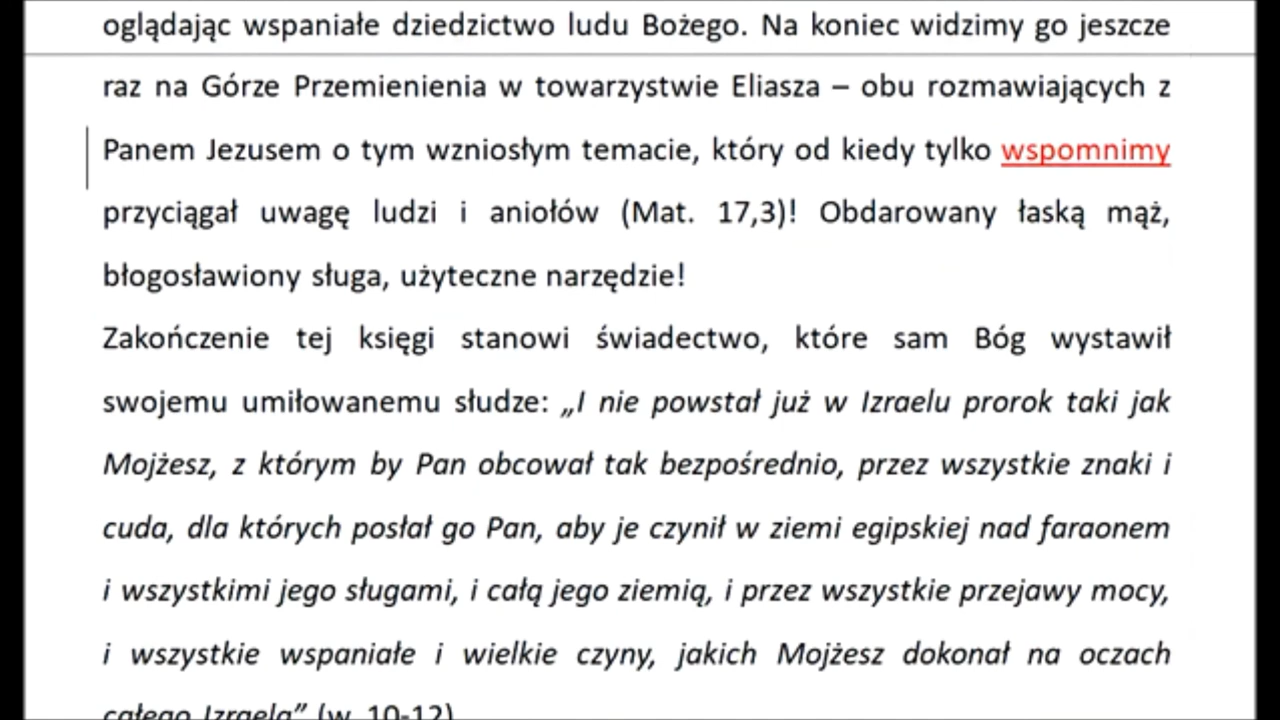 oglądając wspaniałe dziedzictwo ludu Bożego. Na koniec widzimy go jeszcze
raz na Górze Przemienienia w towarzystwie Eliasza – obu rozmawiających z
Panem Jezusem o tym wzniosłym temacie, który od kiedy tylko wspomnimy
przyciągał uwagę ludzi i aniołów (Mat. 17,3)! Obdarowany łaską mąż,
błogosławiony sługa, użyteczne narzędzie!
Zakończenie tej księgi stanowi świadectwo, które sam Bóg wystawił
swojemu umiłowanemu słudze: „I nie powstał już w Izraelu prorok taki jak
Mojżesz, z którym by Pan obcował tak bezpośrednio, przez wszystkie znaki i
cuda, dla których posłał go Pan, aby je czynił w ziemi egipskiej nad faraonem
i wszystkimi jego sługami, i całą jego ziemią, i przez wszystkie przejawy mocy,
i wszystkie wspaniałe i wielkie czyny, jakich Mojżesz dokonał na oczach
całego Izraela” (w. 10-12)